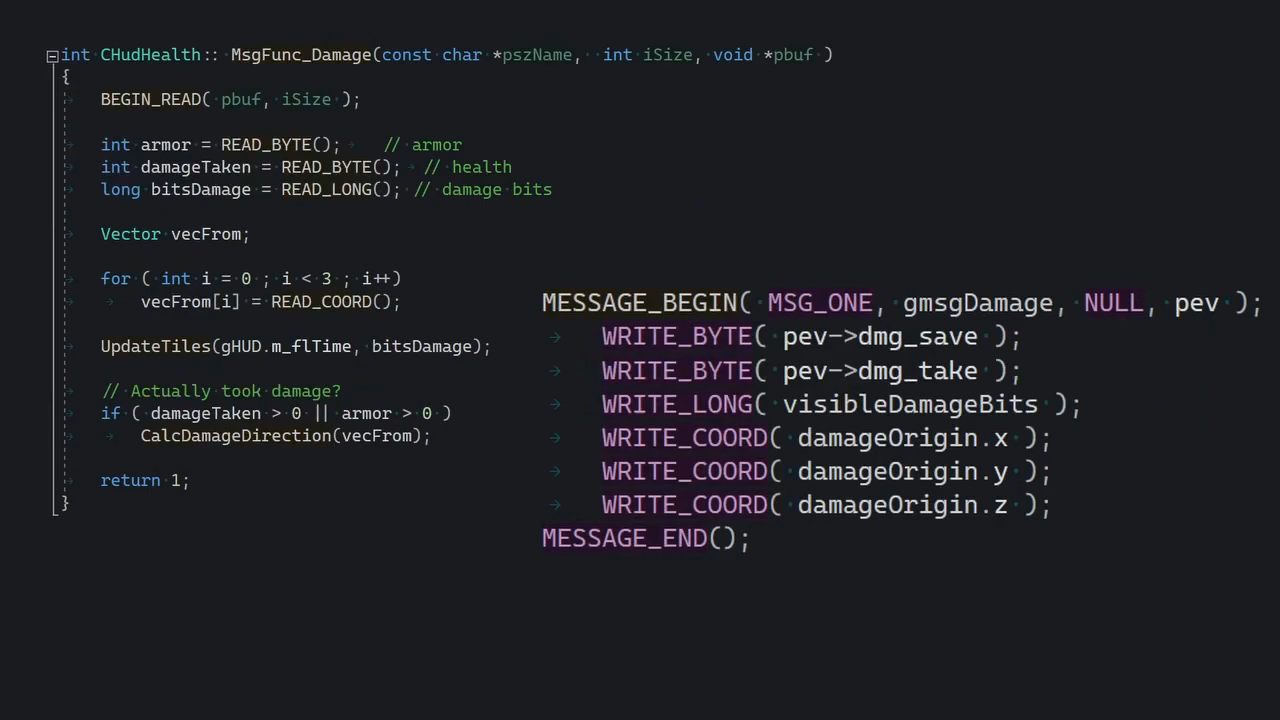 int CHudHealth:: MsgFunc_Damage(const char *pszName,  int iSize, void *pbuf )
{
    BEGIN_READ( pbuf, iSize );
    int armor = READ_BYTE();    // armor
    int damageTaken = READ_BYTE();  // health
    long bitsDamage = READ_LONG(); // damage bits
    Vector vecFrom;
    for ( int i = 0 ; i < 3 ; i++)
        vecFrom[i] = READ_COORD();
    UpdateTiles(gHUD.m_flTime, bitsDamage);
    // Actually took damage?
    if ( damageTaken > 0 || armor > 0 )
        CalcDamageDirection(vecFrom);
    return 1;
}
MESSAGE_BEGIN( MSG_ONE, gmsgDamage, NULL, pev );
    WRITE_BYTE( pev->dmg_save );
    WRITE_BYTE( pev->dmg_take );
    WRITE_LONG( visibleDamageBits );
    WRITE_COORD( damageOrigin.x );
    WRITE_COORD( damageOrigin.y );
    WRITE_COORD( damageOrigin.z );
MESSAGE_END();